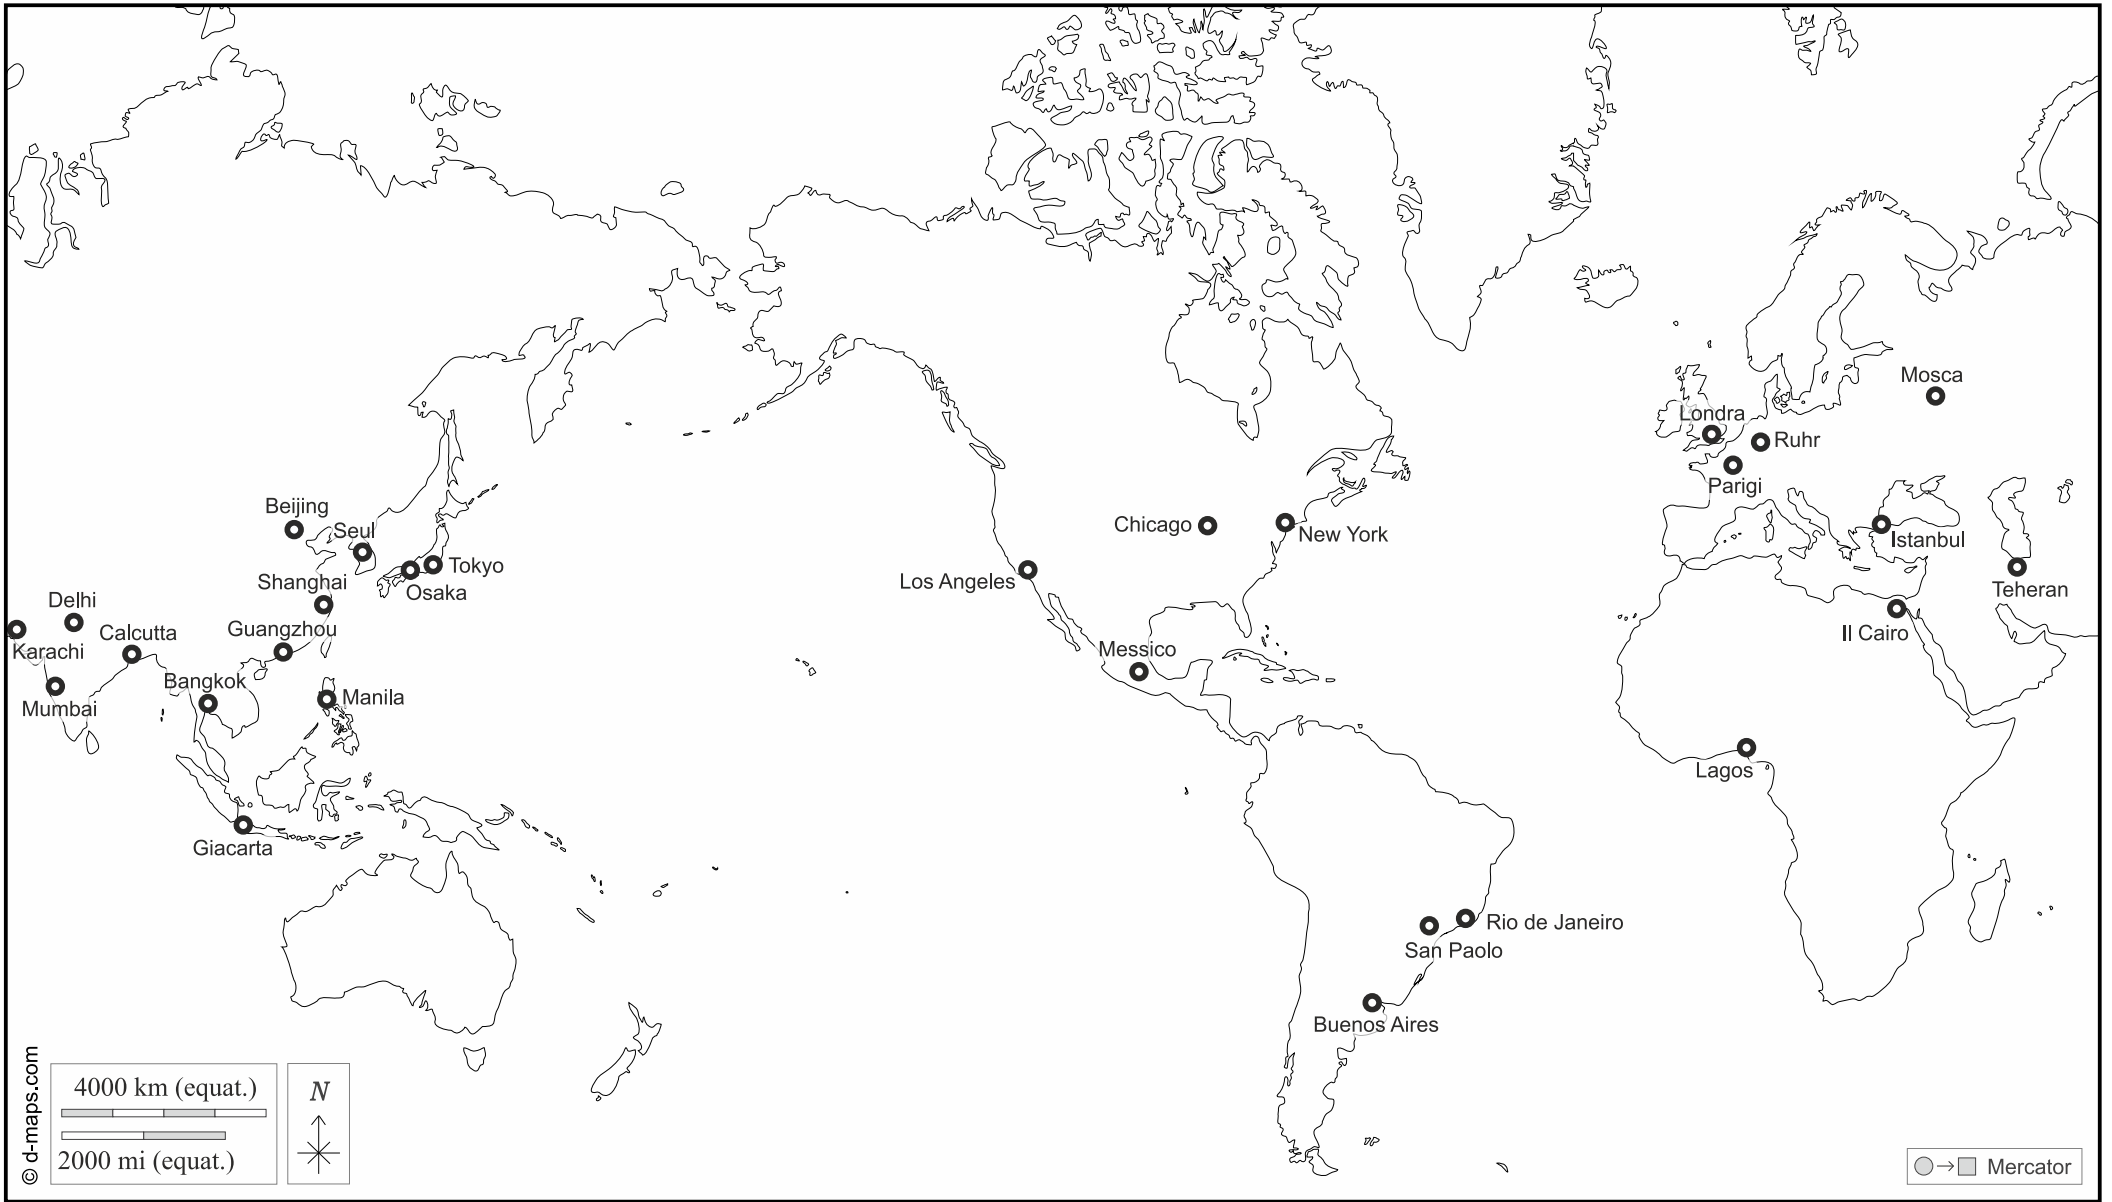 Mosca
Londra
Ruhr
Parigi
Beijing
Seul
Chicago
New York
Istanbul
Tokyo
Shanghai
Osaka
Los Angeles
Teheran
Delhi
Guangzhou
Calcutta
Il Cairo
Karachi
Messico
Bangkok
Manila
Mumbai
Lagos
Giacarta
Rio de Janeiro
San Paolo
Buenos Aires
© d-maps.com
4000 km (equat.)
2000 mi (equat.)
N
Mercator